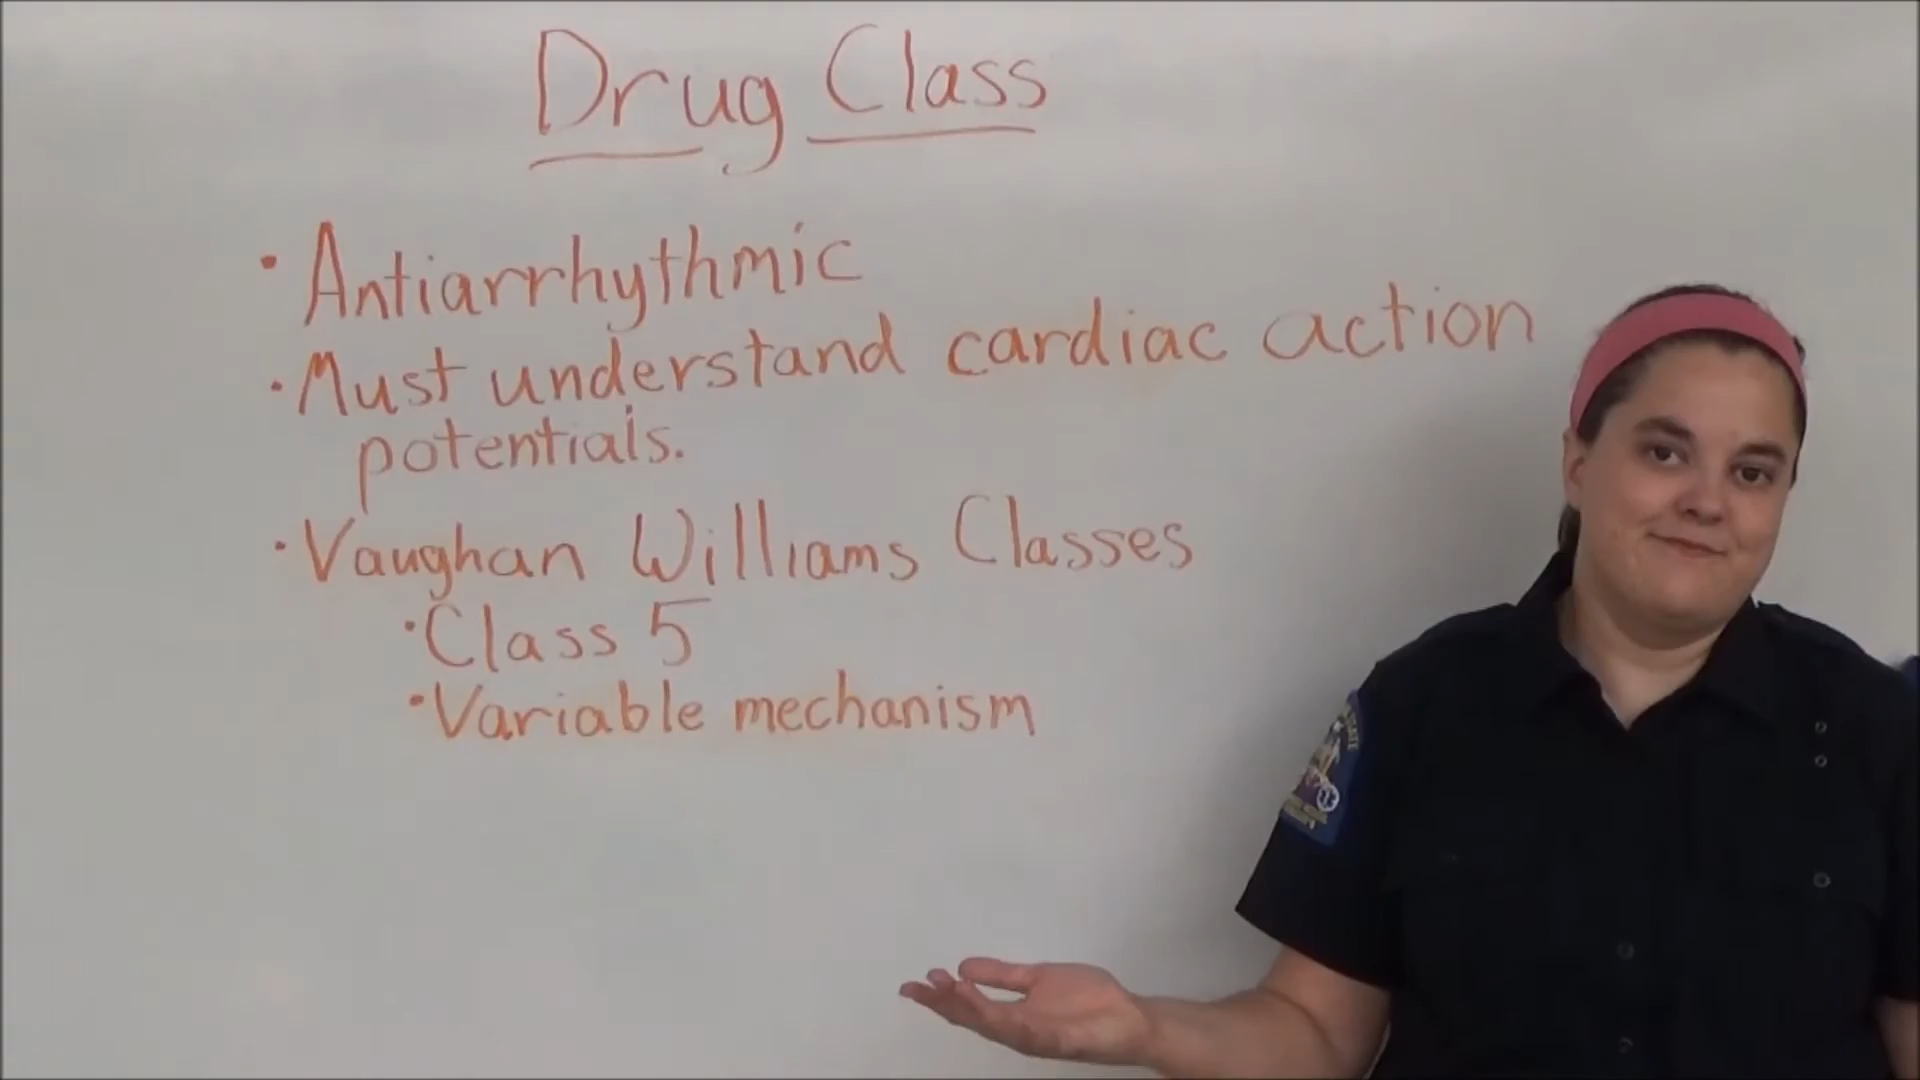 Drug Class
• Antiarrhythmic
• Must understand cardiac action
potentials.
• Vaughan Williams Classes
• Class 5
• Variable mechanism